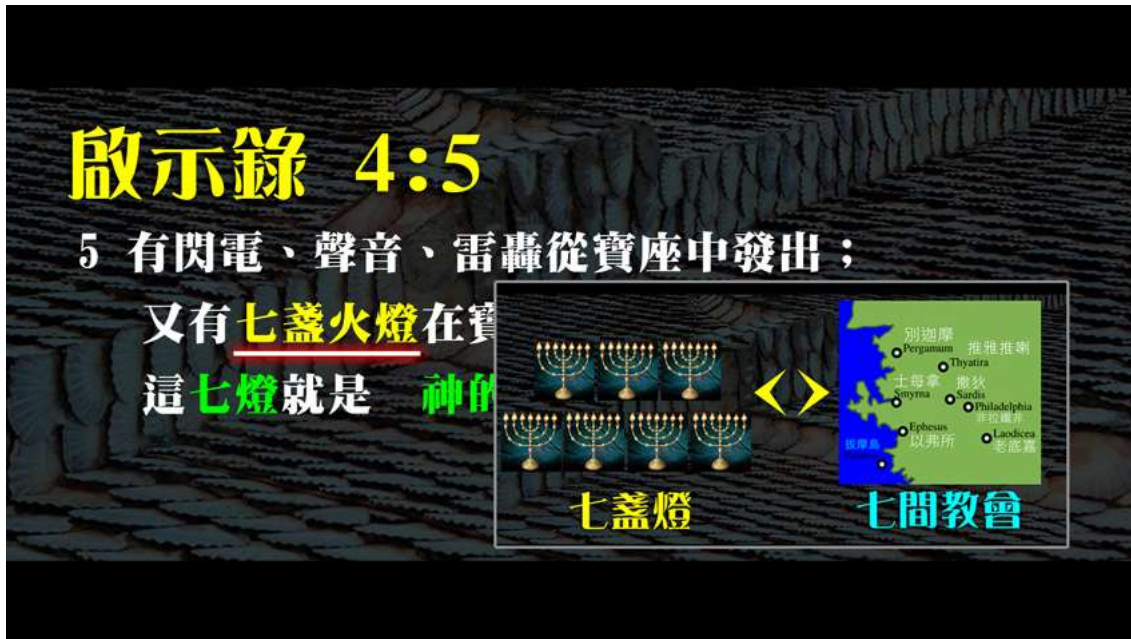 啟示錄 4:5
5 有閃電、聲音、雷轟從寶座中發出；
又有七盞火燈在寶
這七燈就是 神的
別迦摩
Pergamum
推雅推喇
Thyatira
士每拿
Smyrna
撒狄
Sardis
Philadelphia
非拉鐵非
Ephesus
以弗所
Laodicea
老底嘉
拔摩島
七盞燈
<>
七間教會